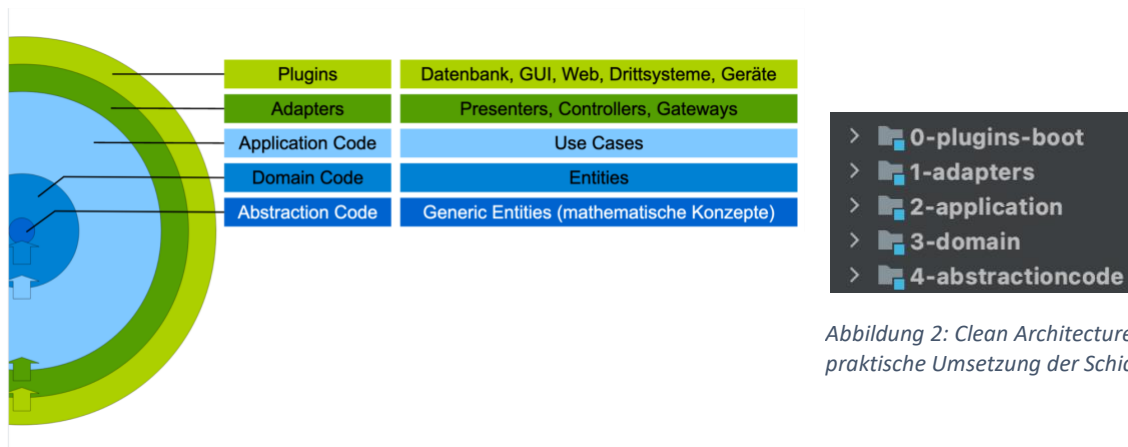 Plugins
Datenbank, GUI, Web, Drittsysteme, Geräte
Adapters
Presenters, Controllers, Gateways
Application Code
Use Cases
Domain Code
Entities
Abstraction Code
Generic Entities (mathematische Konzepte)
0-plugins-boot
1-adapters
2-application
3-domain
4-abstractioncode
Abbildung 2: Clean Architecture
praktische Umsetzung der